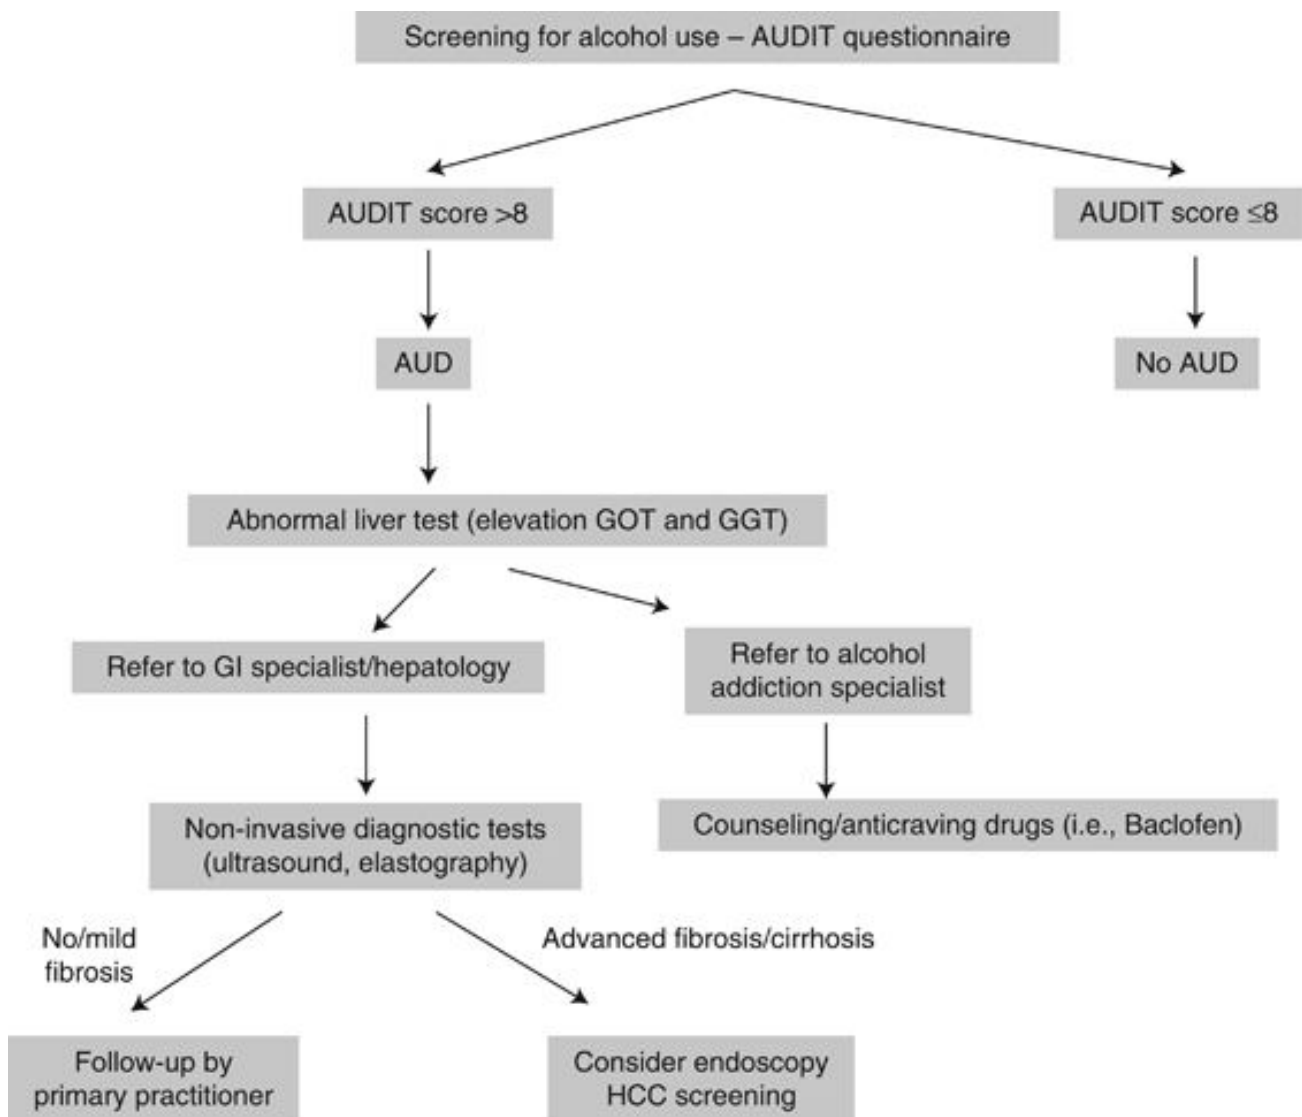 Screening for alcohol use – AUDIT questionnaire
AUDIT score >8
AUDIT score ≤8
AUD
No AUD
Abnormal liver test (elevation GOT and GGT)
Refer to GI specialist/hepatology
Refer to alcohol
addiction specialist
Non-invasive diagnostic tests
(ultrasound, elastography)
Counseling/anticraving drugs (i.e., Baclofen)
No/mild
fibrosis
Advanced fibrosis/cirrhosis
Follow-up by
primary practitioner
Consider endoscopy
HCC screening